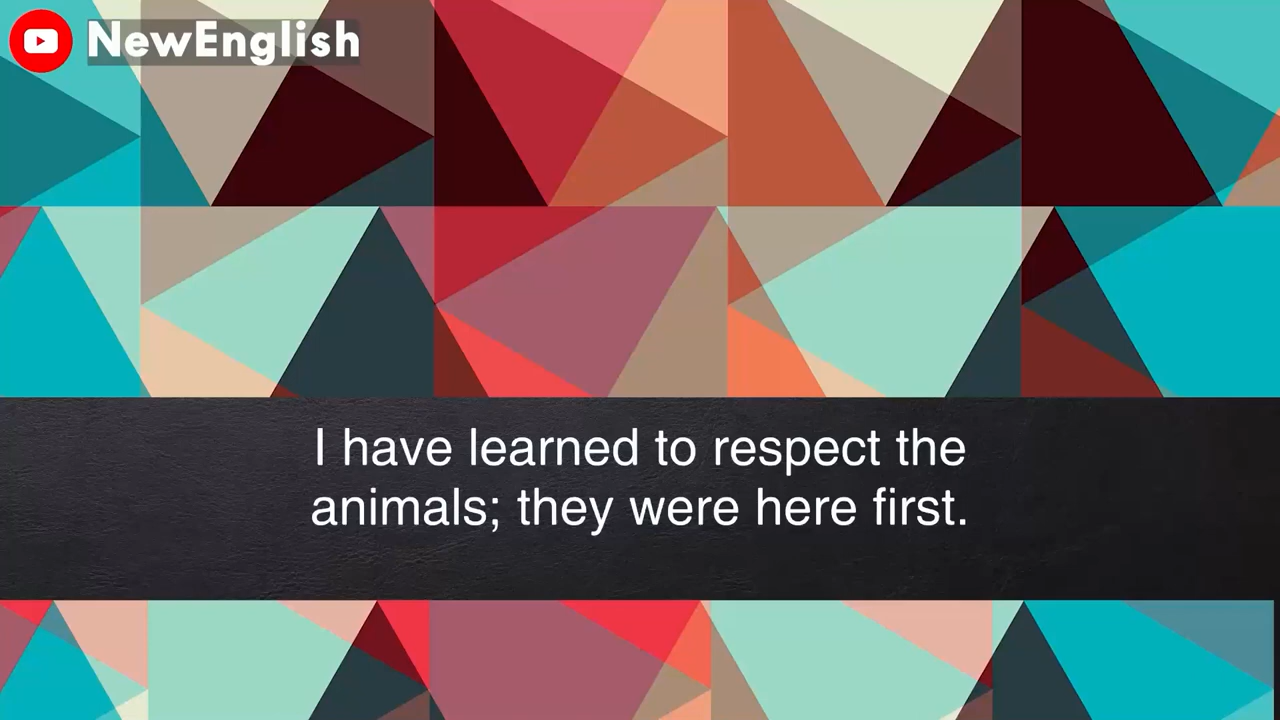 NewEnglish
I have learned to respect the
animals; they were here first.